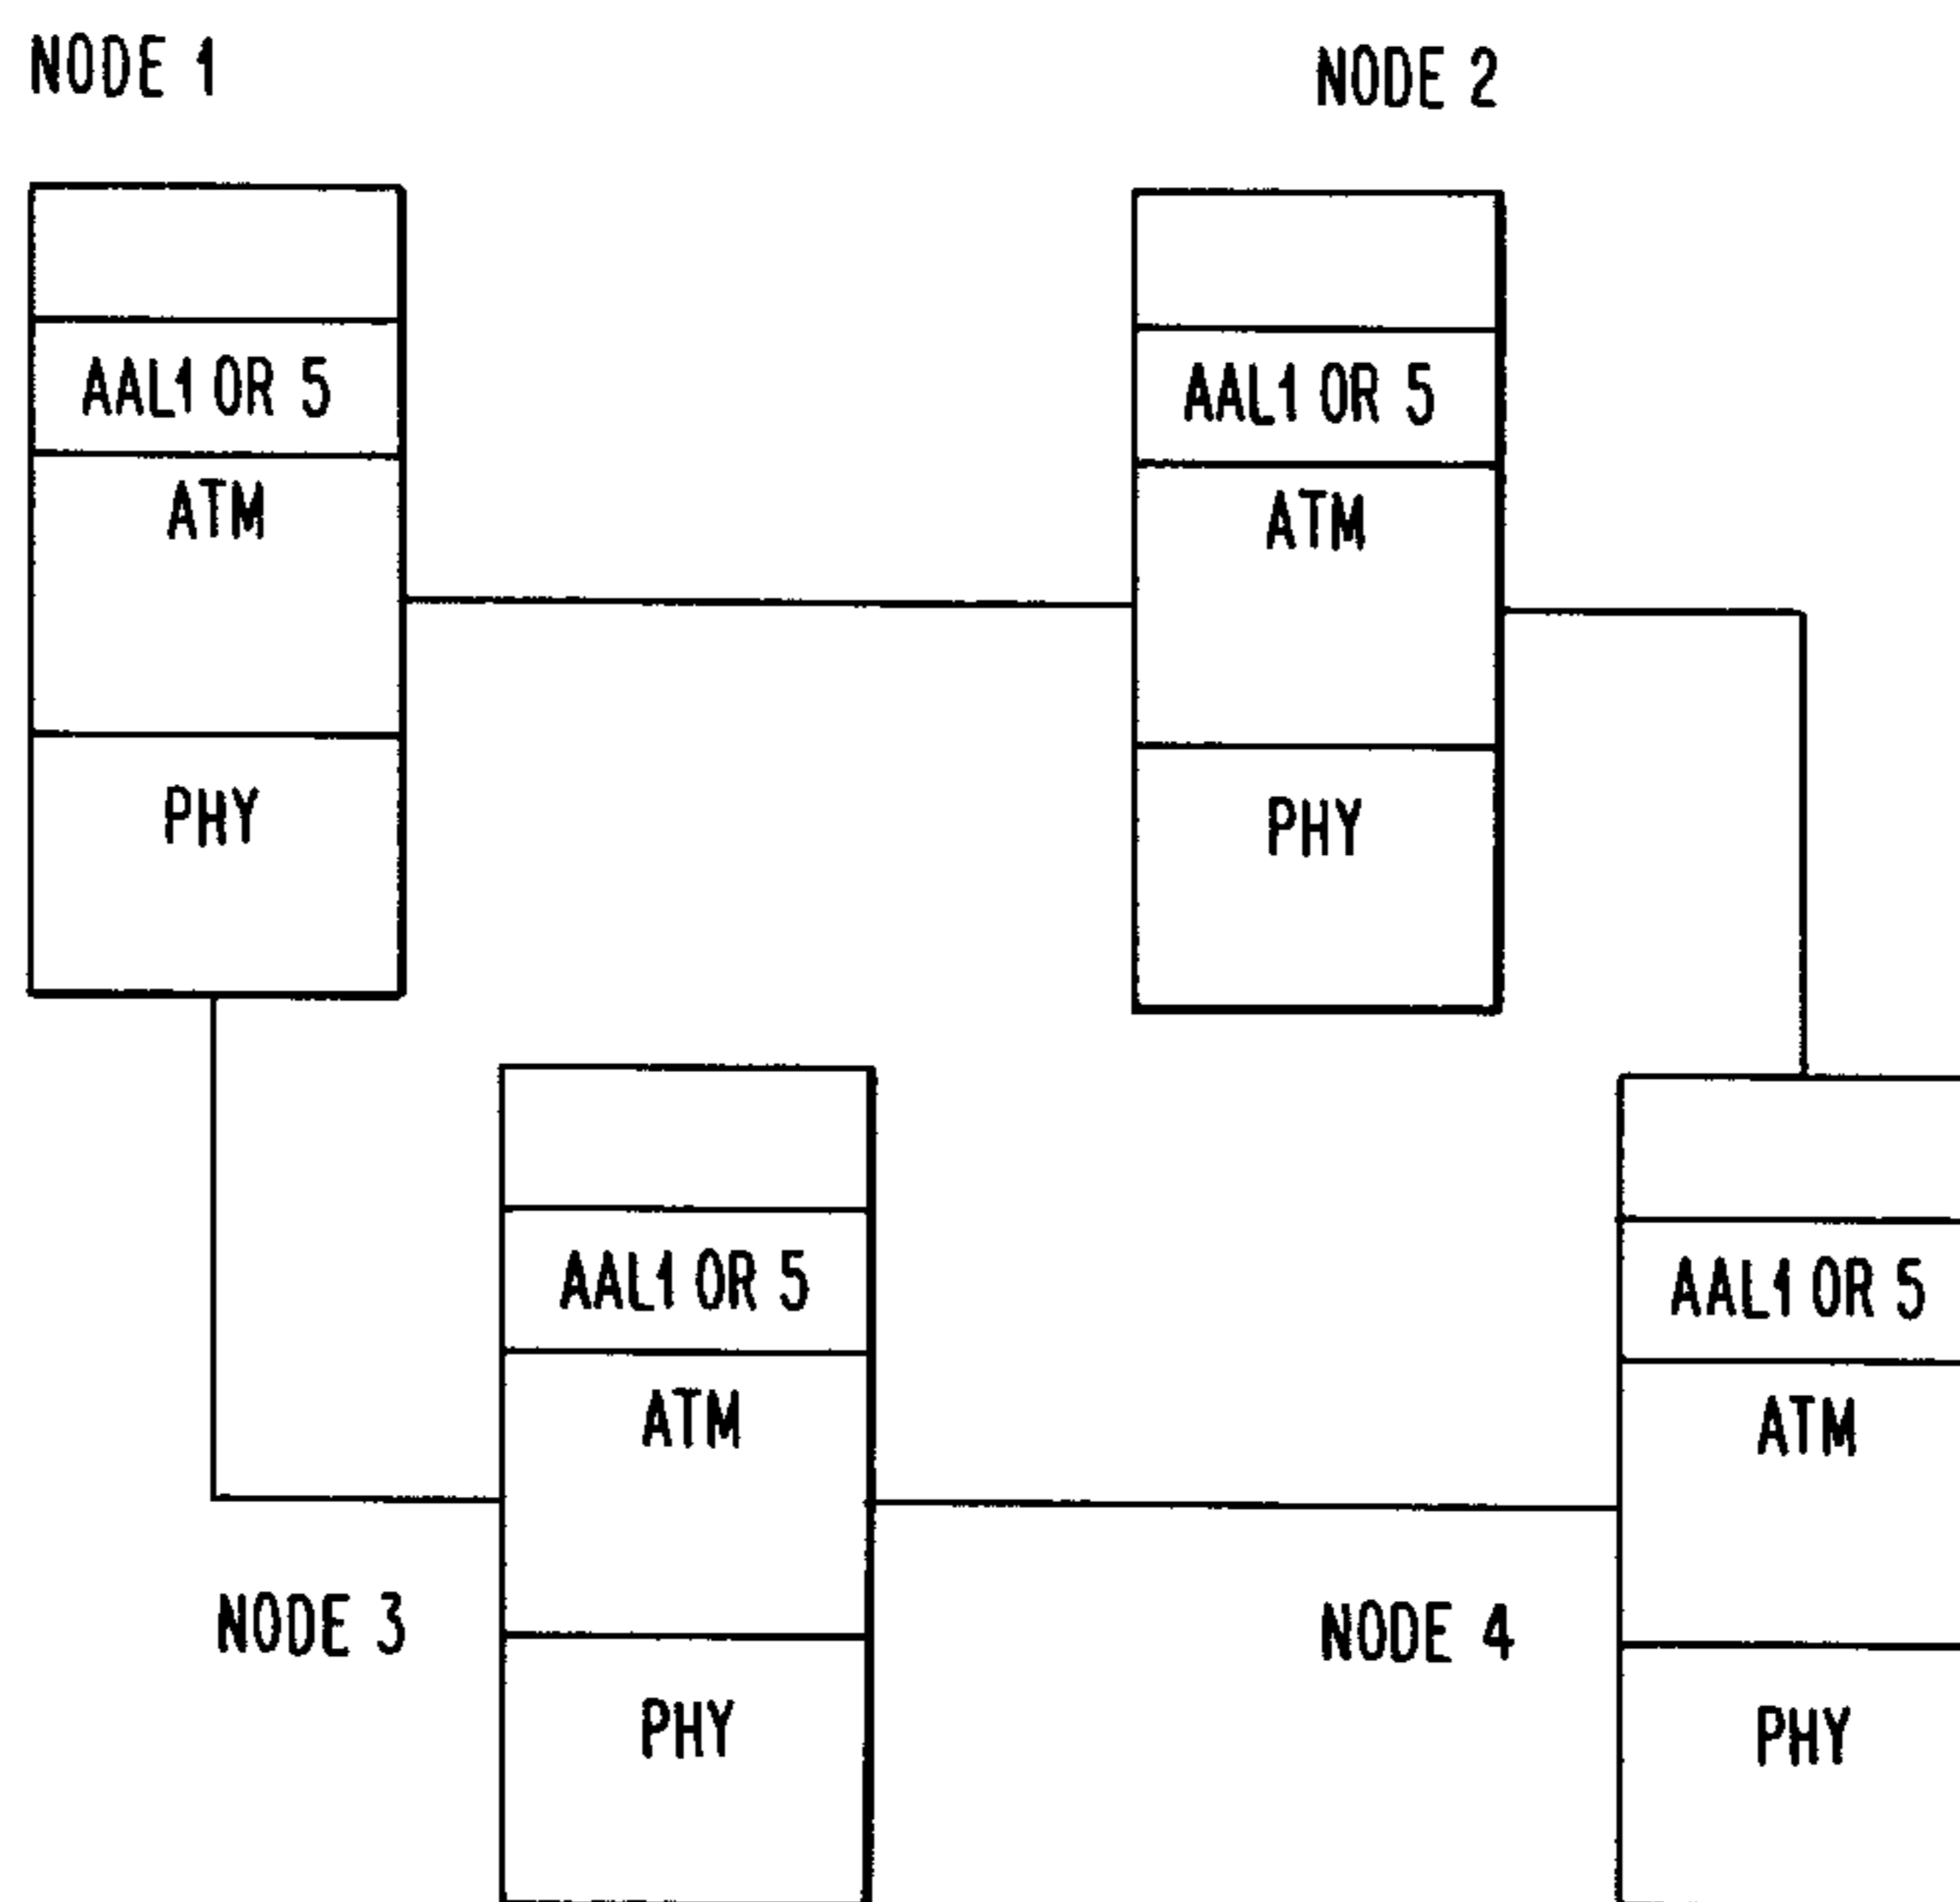 NODE 1
NODE 2
AAL1 OR 5
ATM
PHY
AAL1 OR 5
ATM
PHY
NODE 3
AAL1 OR 5
ATM
PHY
NODE 4
AAL1 OR 5
ATM
PHY